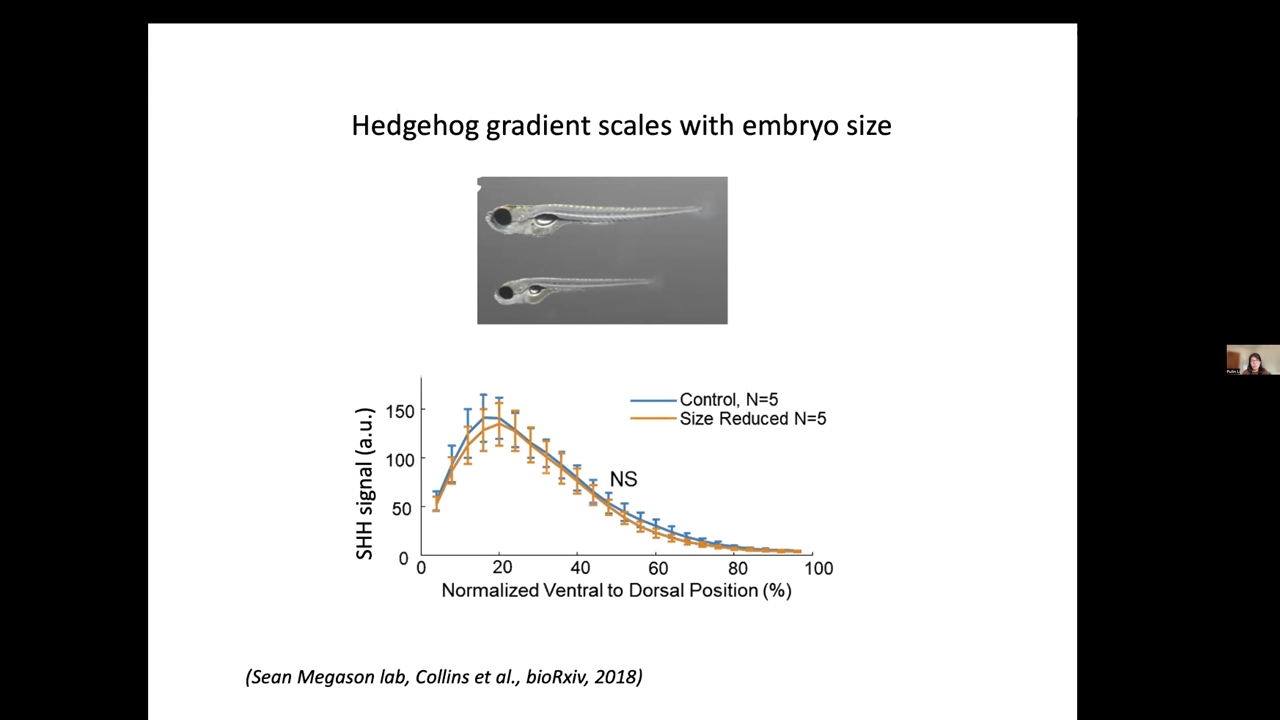 Hedgehog gradient scales with embryo size
SHH signal (a.u.)
150
100
50
0
Control, N=5
Size Reduced N=5
NS
0 20 40 60 80 100
Normalized Ventral to Dorsal Position (%)
(Sean Megason lab, Collins et al., bioRxiv, 2018)